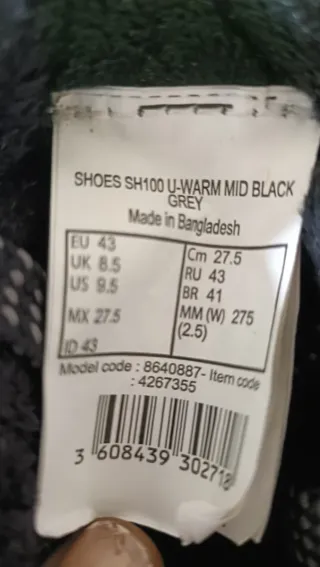 SHOES SH100 U-WARM MID BLACK
GREY
Made in Bangladesh
EU 43
UK 8.5
US 9.5
MX 27.5
ID 43
Cm 27.5
RU 43
BR 41
MM (W) 275
(2.5)
Model code : 8640887- Item code
: 4267355
3 608439 302718